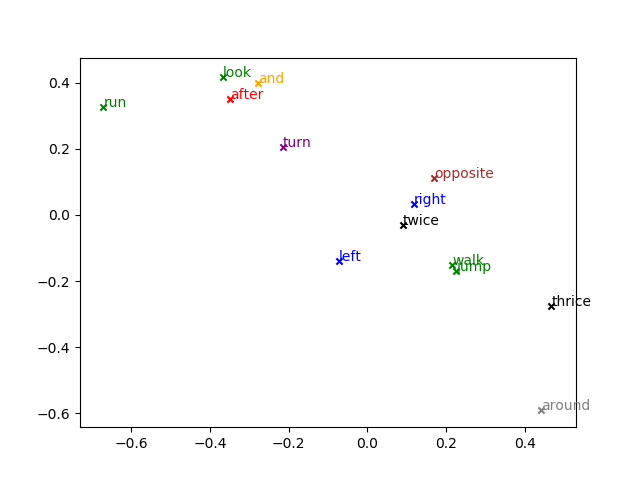 look
and
run
after
turn
opposite
right
twice
left
walk
jump
thrice
around
0.4
0.2
0.0
−0.2
−0.4
−0.6
−0.6
−0.4
−0.2
0.0
0.2
0.4